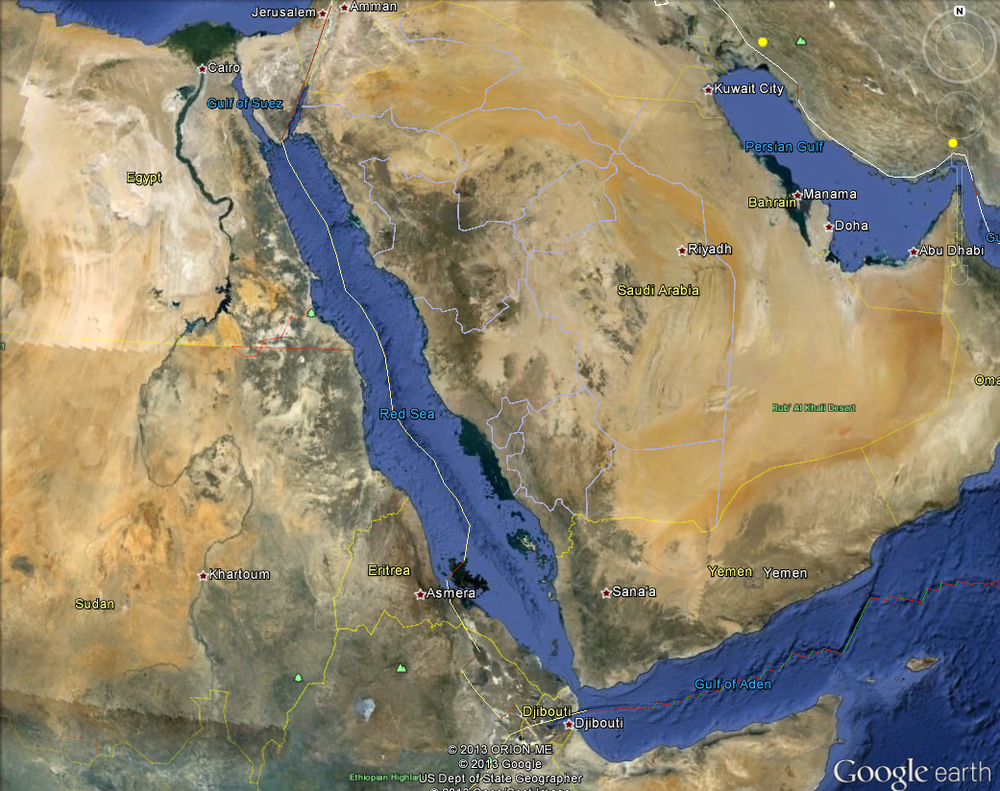 Jerusalem
Amman
N
Cairo
Gulf of Suez
Kuwait City
Persian Gulf
Egypt
Manama
Bahrain
Doha
Abu Dhabi
Riyadh
Saudi Arabia
Oma
Rub' Al Khali Desert
Red Sea
Eritrea
Khartoum
Asmera
Sana'a
Yemen
Yemen
Sudan
Gulf of Aden
Djibouti
Djibouti
© 2013 ORION-ME
© 2013 Google
Ethiopian Highla
US Dept of State Geographer
Google earth